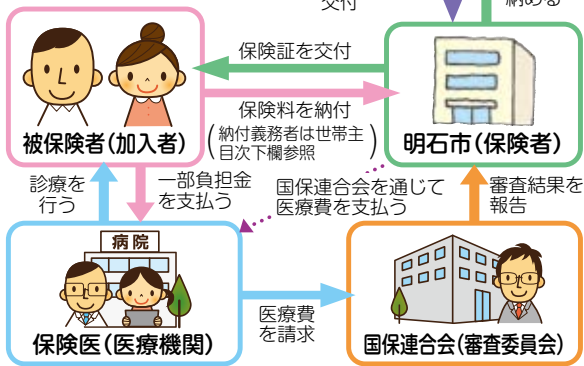 交付
納める
保険証を交付
保険料を納付
(納付義務者は世帯主
目次下欄参照)
被保険者(加入者)
明石市(保険者)
診療を
行う
一部負担金
を支払う
国保連合会を通じて
医療費を支払う
審査結果を
報告
病院
医療費
を請求
保険医(医療機関)
国保連合会(審査委員会)